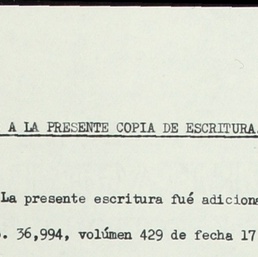 A LA PRESENTE COPIA DE ESCRITURA.
La presente escritura fué adiciona
. 36,994, volúmen 429 de fecha 17